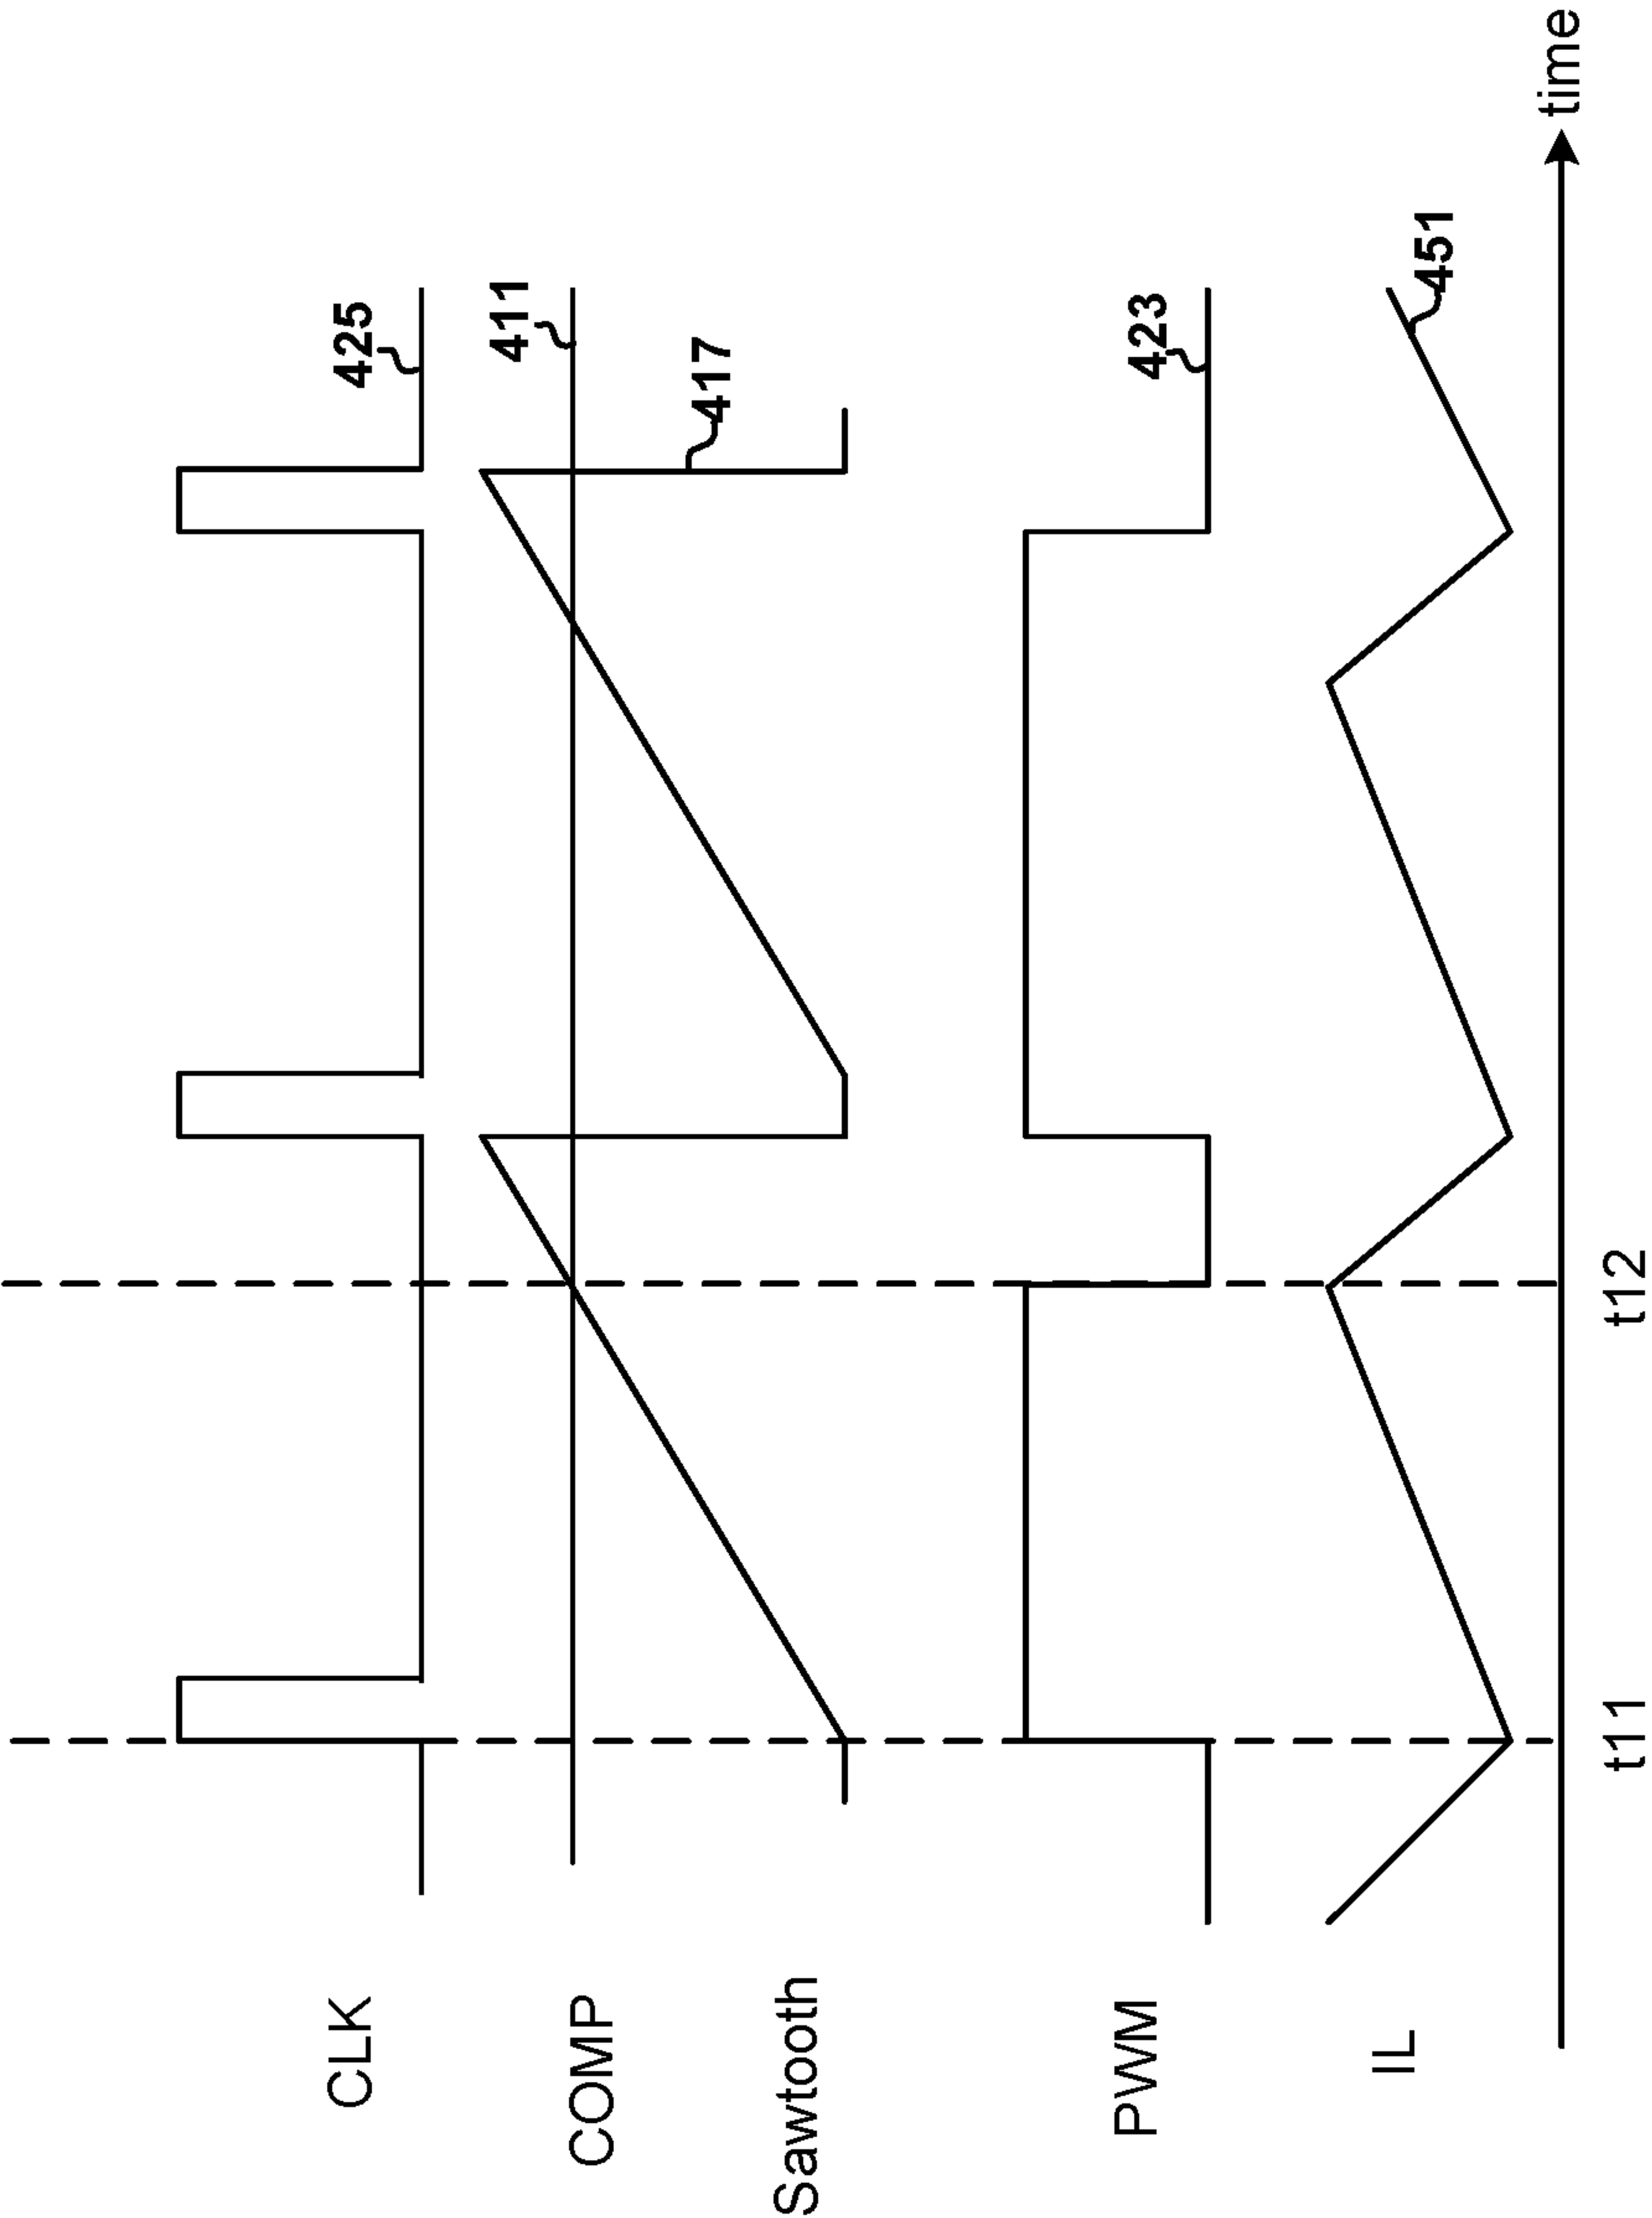 CLK
425
COMP
411
Sawtooth
417
PWM
423
IL
451
time
t11
t12